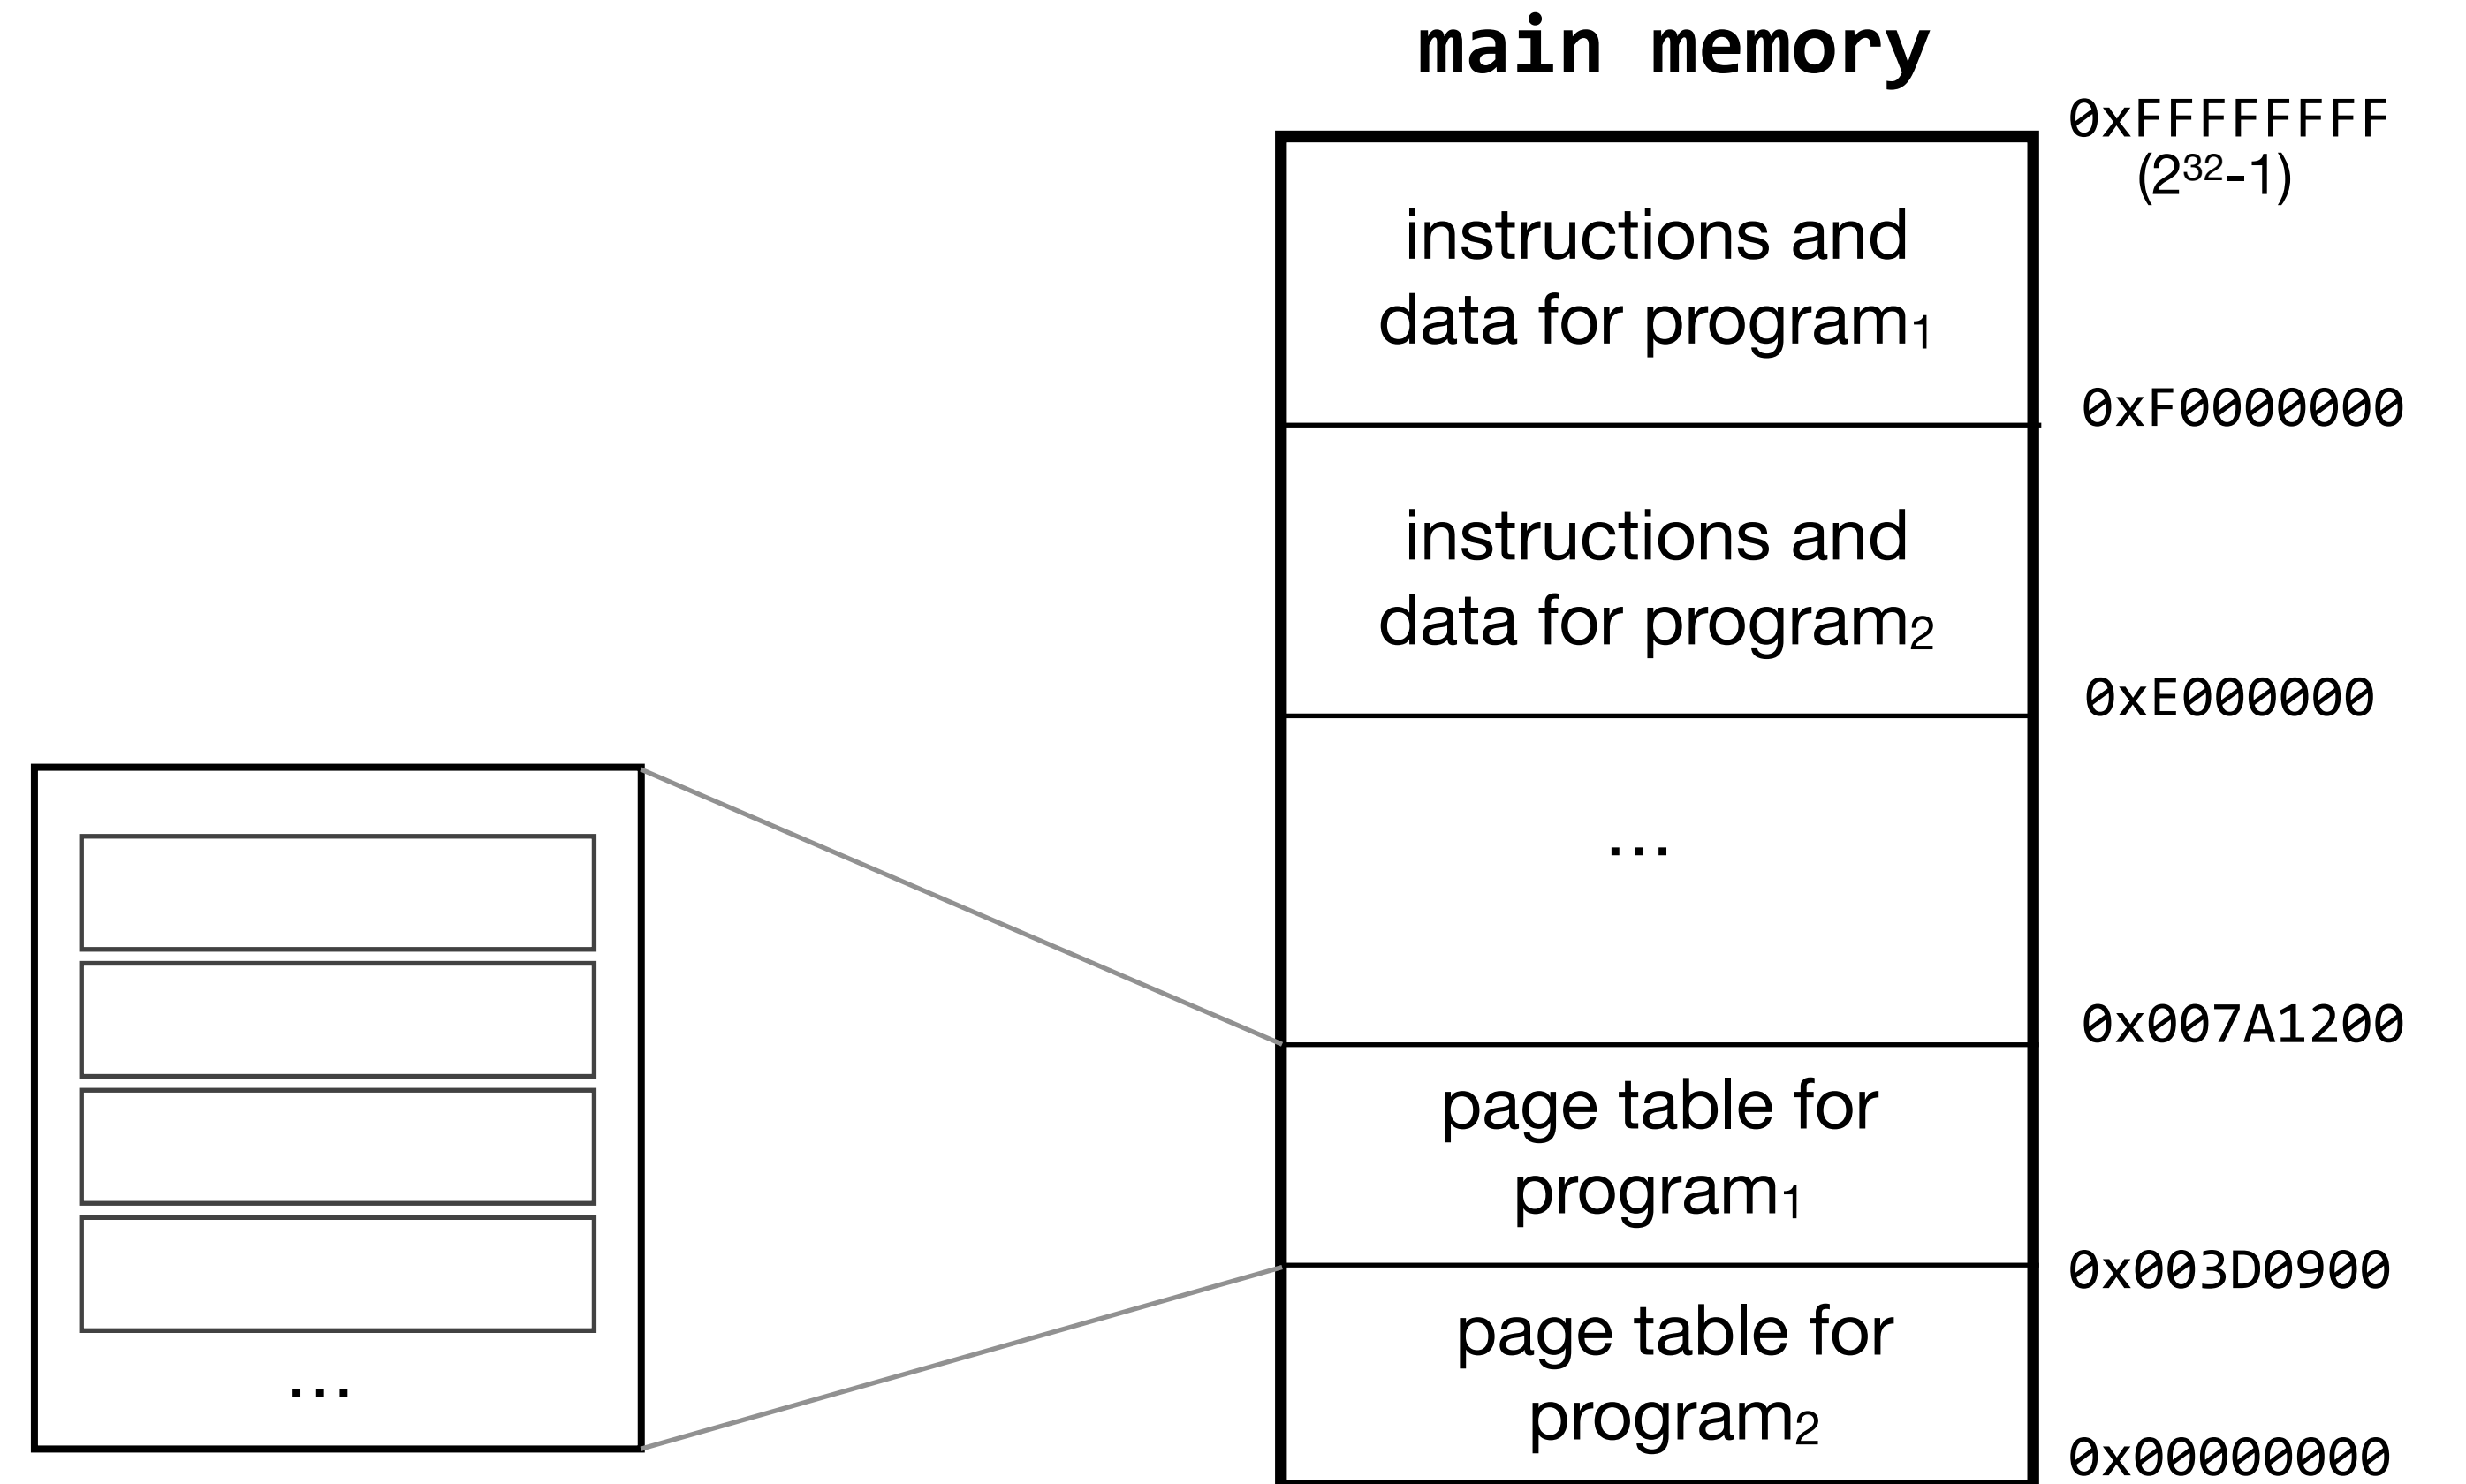 main memory
0xFFFFFFFF
(2³²-1)
instructions and
data for program₁
0xF0000000
instructions and
data for program₂
0xE000000
...
0x007A1200
page table for
program₁
0x003D0900
page table for
program₂
...
0x00000000